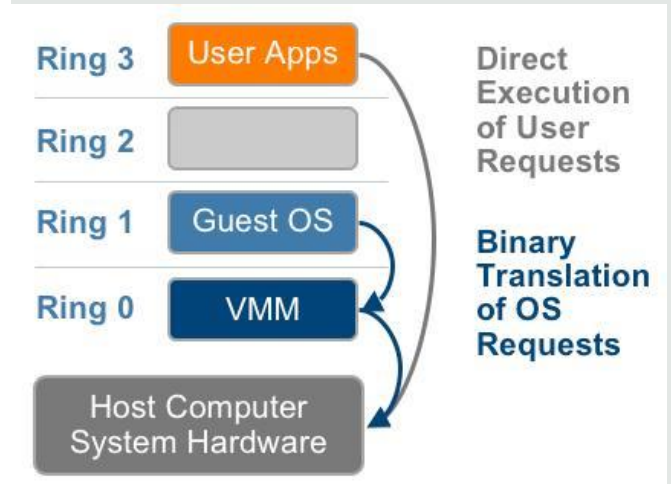 Ring 3
User Apps
Ring 2
Ring 1
Guest OS
Ring 0
VMM
Host Computer
System Hardware
Direct
Execution
of User
Requests
Binary
Translation
of OS
Requests